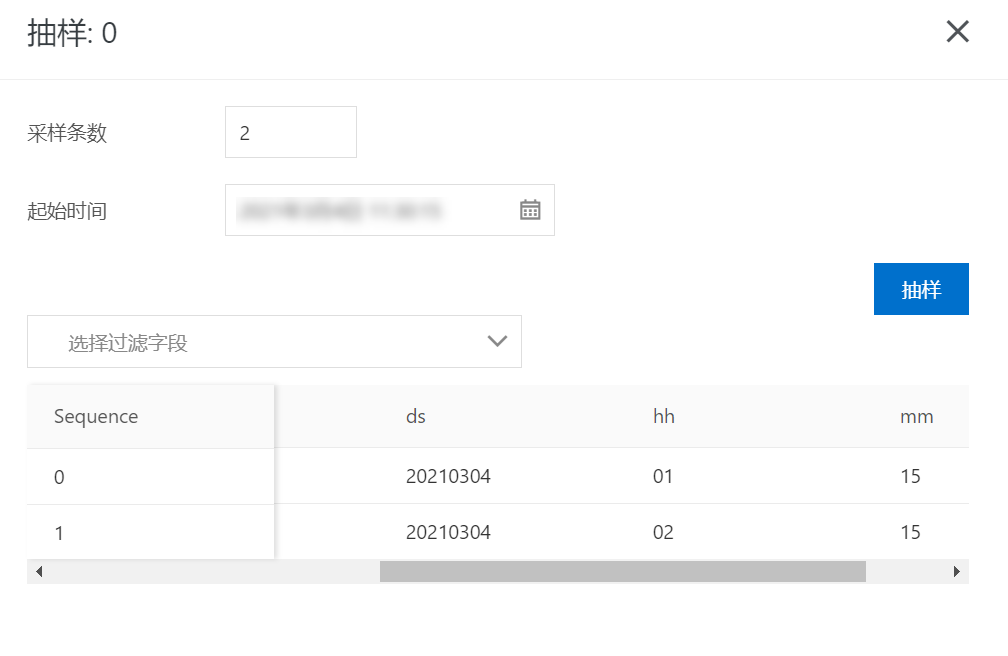 抽样: 0
采样条数 2
起始时间
抽样
选择过滤字段
Sequence ds hh mm
0 20210304 01 15
1 20210304 02 15